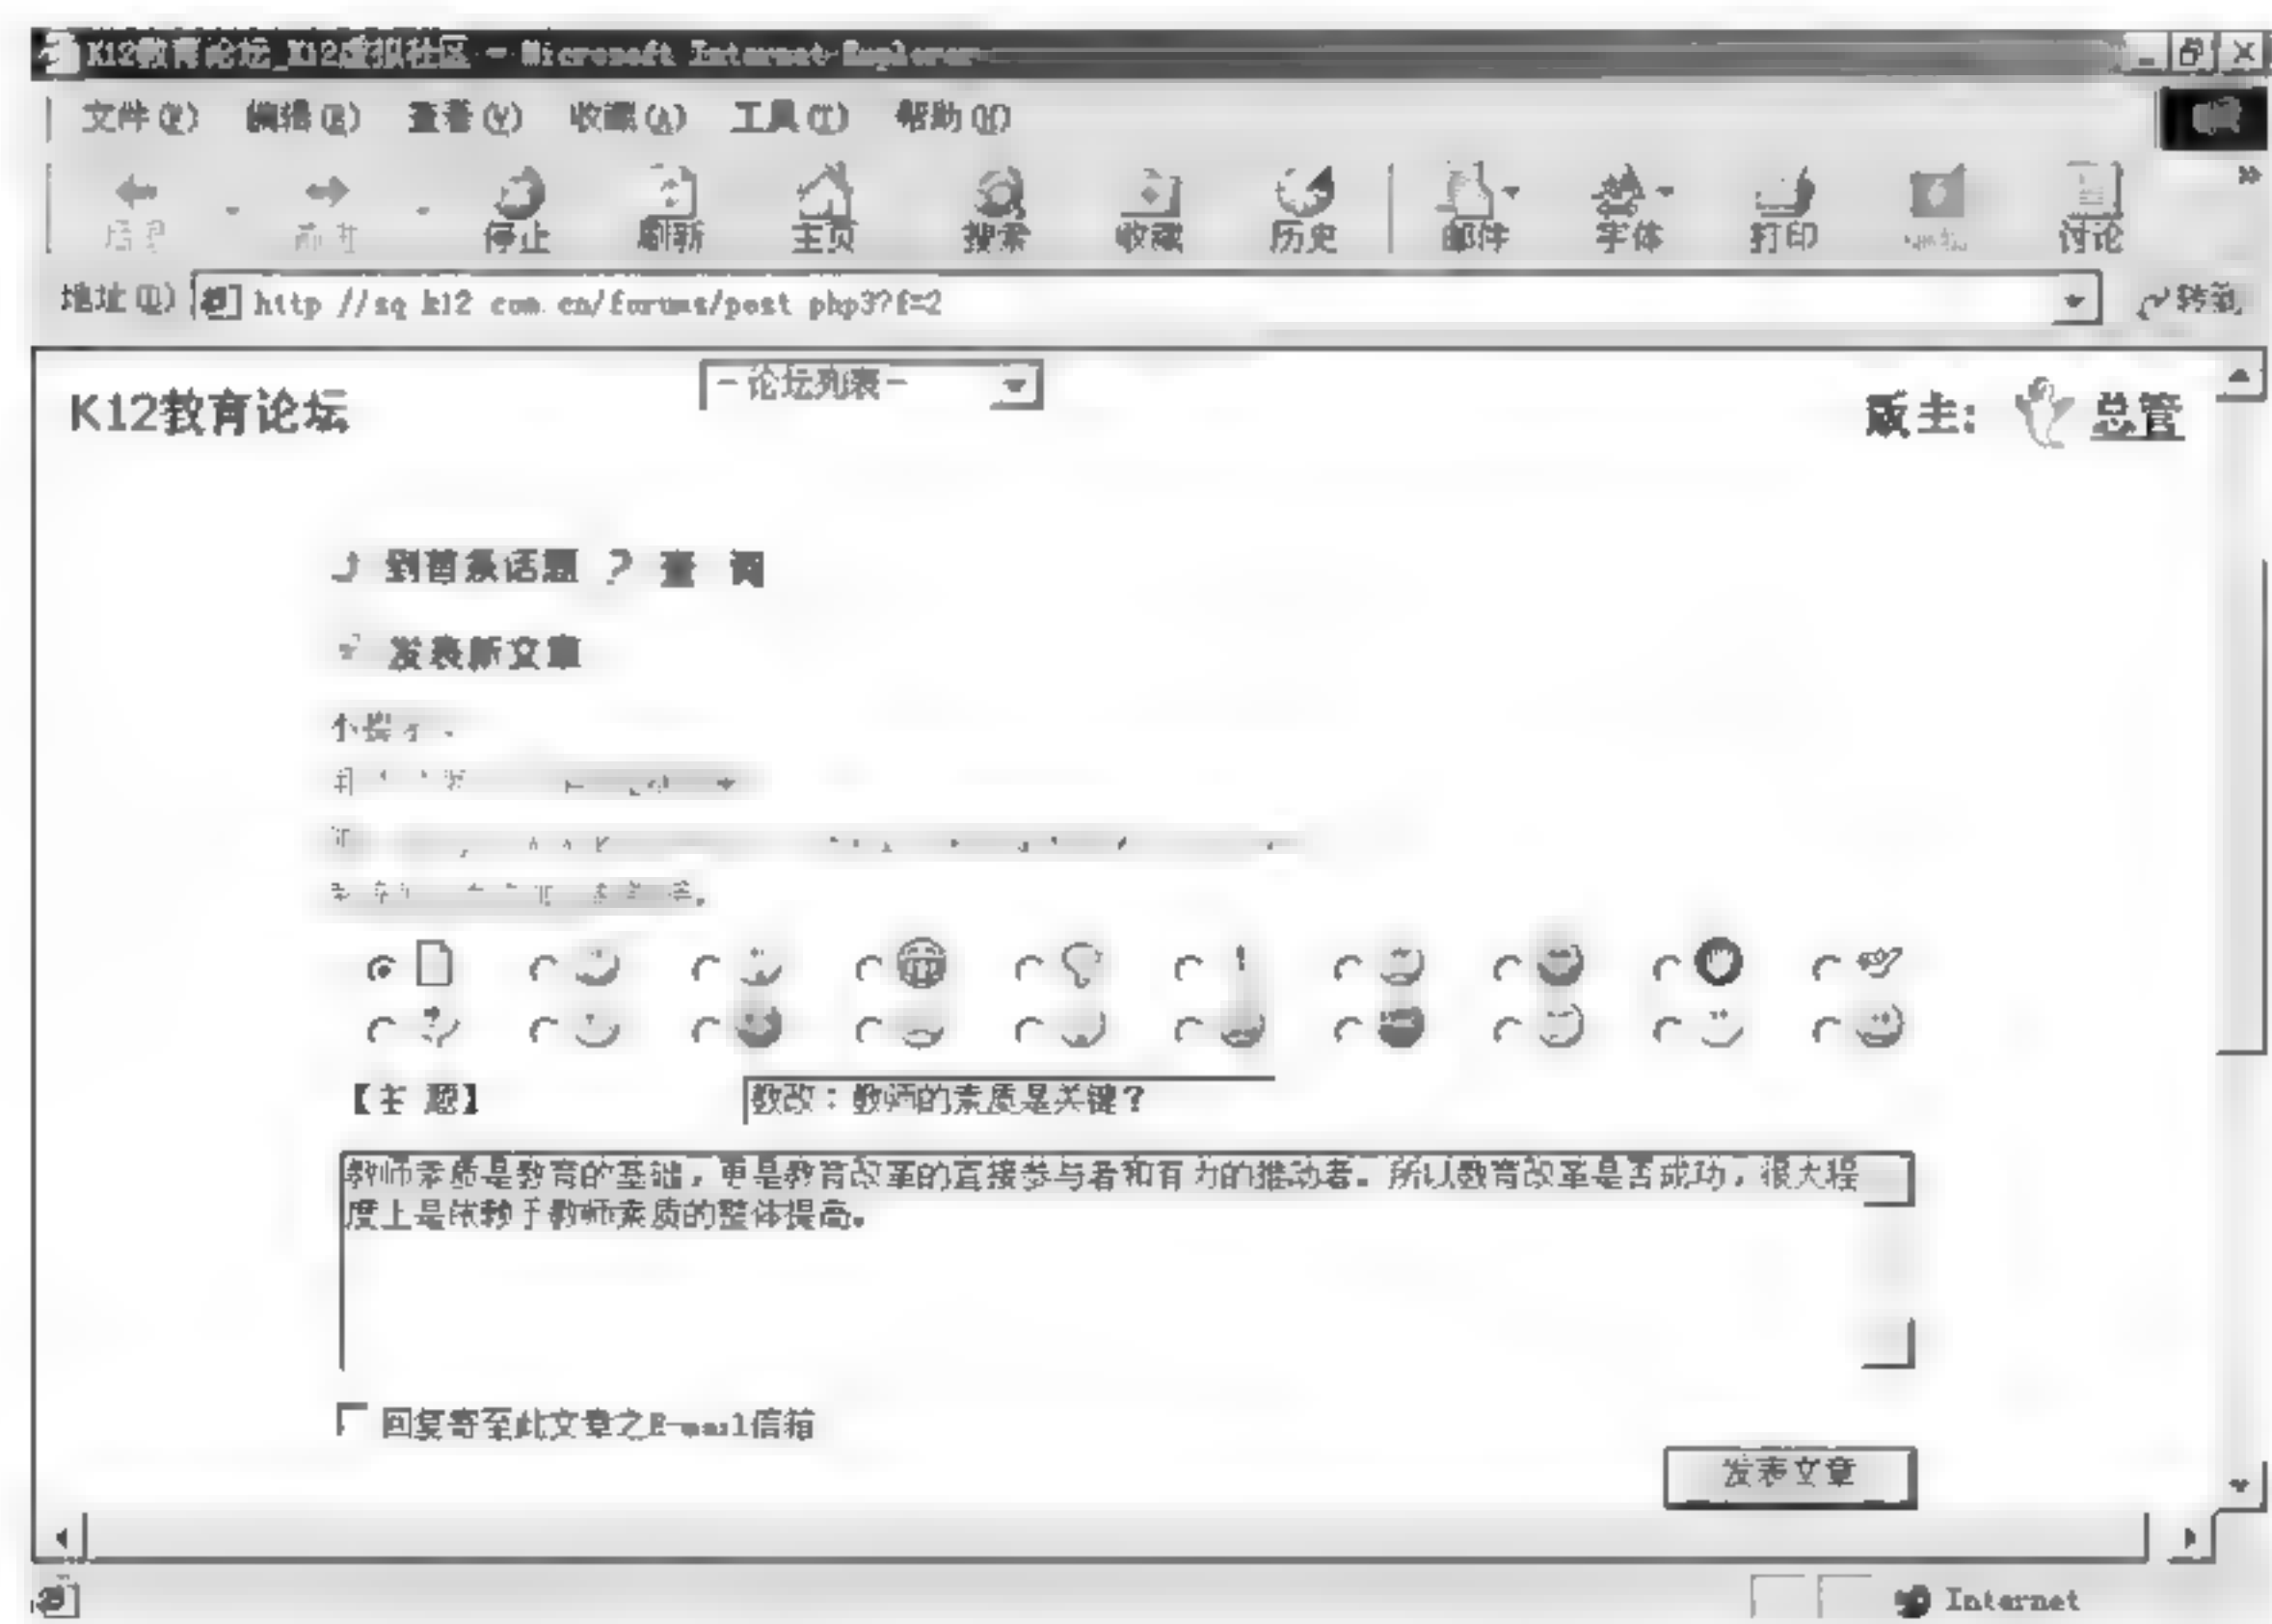 K12教育论坛_K12虚拟社区 - Microsoft Internet Explorer
文件(F) 编辑(E) 查看(V) 收藏(A) 工具(T) 帮助(H)
后退 前进 停止 刷新 主页 搜索 收藏 历史 邮件 字体 打印 编辑 讨论
地址(D) http //sq k12 com.cn/forums/post php3?f=2 转到
K12教育论坛 -论坛列表- 版主: 总管
到首条话题 ? 查 询
发表新文章
小提示
【主 题】 教改：教师的素质是关键？
教师素质是教育的基础，更是教育改革的直接参与者和有力的推动者。所以教育改革是否成功，很大程
度上是依赖于教师素质的整体提高。
回复寄至此文章之E-mail信箱
发表文章
Internet